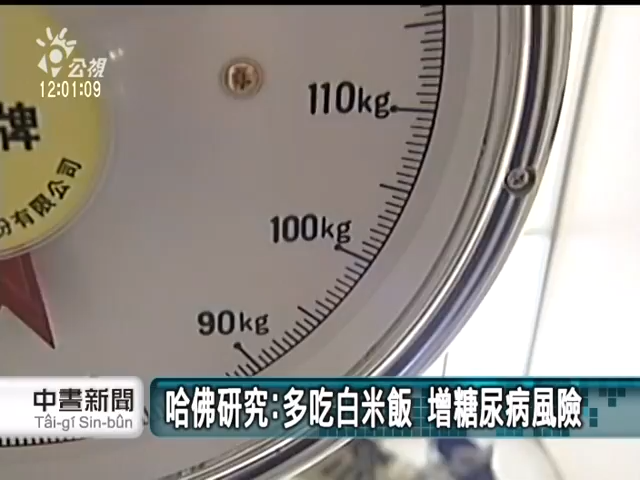 公視
12:01:09
牌
份有限公司
110kg
100kg
90kg
中晝新聞
Tâi-gí Sin-bûn
哈佛研究:多吃白米飯 增糖尿病風險